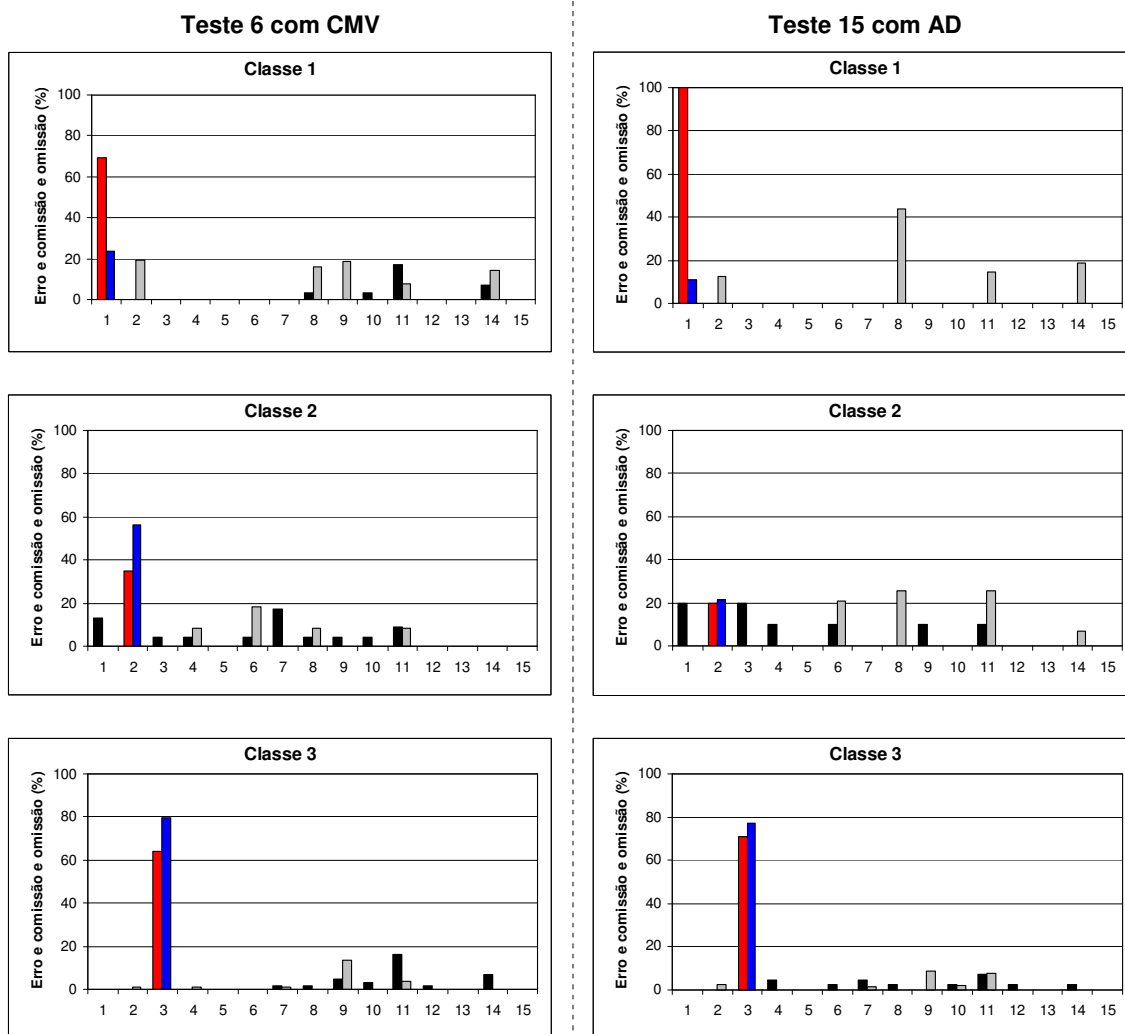 Teste 6 com CMV
Teste 15 com AD
Classe 1
Erro e comissão e omissão (%)
100
80
60
40
20
0
1 2 3 4 5 6 7 8 9 10 11 12 13 14 15
Classe 1
Erro e comissão e omissão (%)
100
80
60
40
20
0
1 2 3 4 5 6 7 8 9 10 11 12 13 14 15
Classe 2
Erro e comissão e omissão (%)
100
80
60
40
20
0
1 2 3 4 5 6 7 8 9 10 11 12 13 14 15
Classe 2
Erro e comissão e omissão (%)
100
80
60
40
20
0
1 2 3 4 5 6 7 8 9 10 11 12 13 14 15
Classe 3
Erro e comissão e omissão (%)
100
80
60
40
20
0
1 2 3 4 5 6 7 8 9 10 11 12 13 14 15
Classe 3
Erro e comissão e omissão (%)
100
80
60
40
20
0
1 2 3 4 5 6 7 8 9 10 11 12 13 14 15